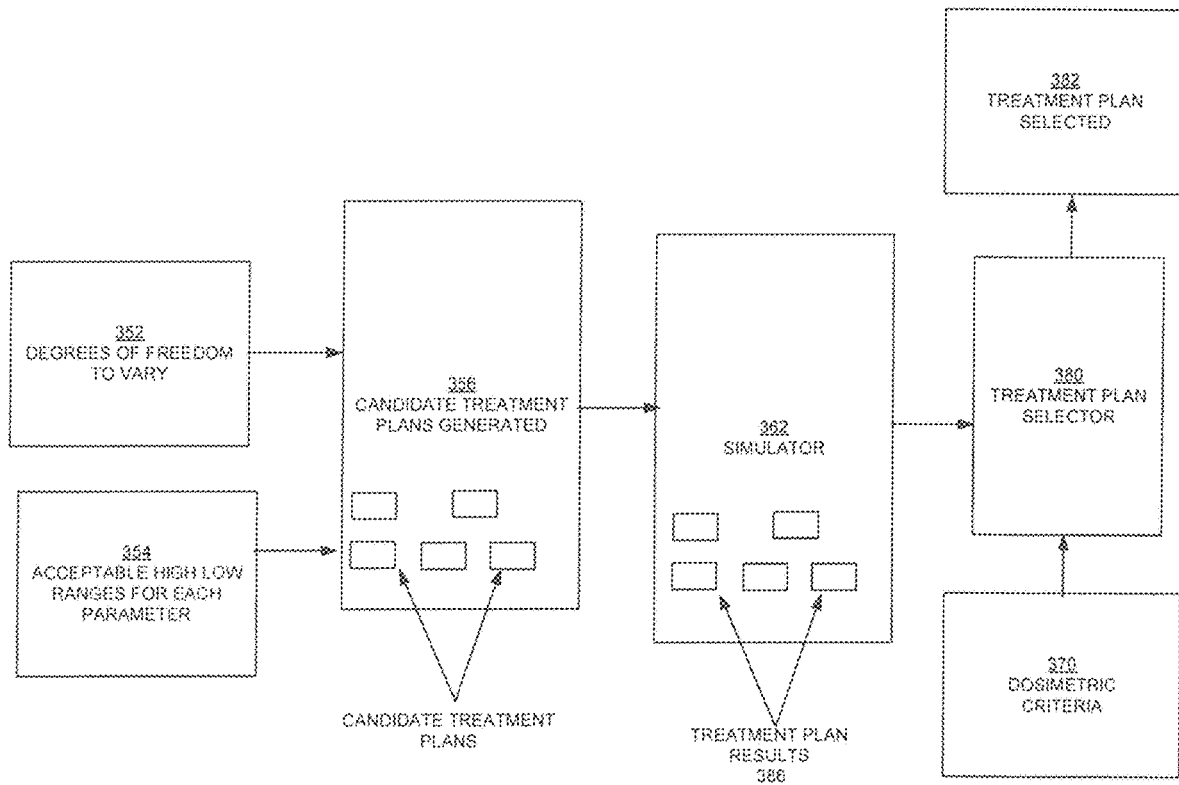 382
TREATMENT PLAN
SELECTED
352
DEGREES OF FREEDOM
TO VARY
356
CANDIDATE TREATMENT
PLANS GENERATED
362
SIMULATOR
380
TREATMENT PLAN
SELECTOR
354
ACCEPTABLE HIGH LOW
RANGES FOR EACH
PARAMETER
370
DOSIMETRIC
CRITERIA
CANDIDATE TREATMENT
PLANS
TREATMENT PLAN
RESULTS
366